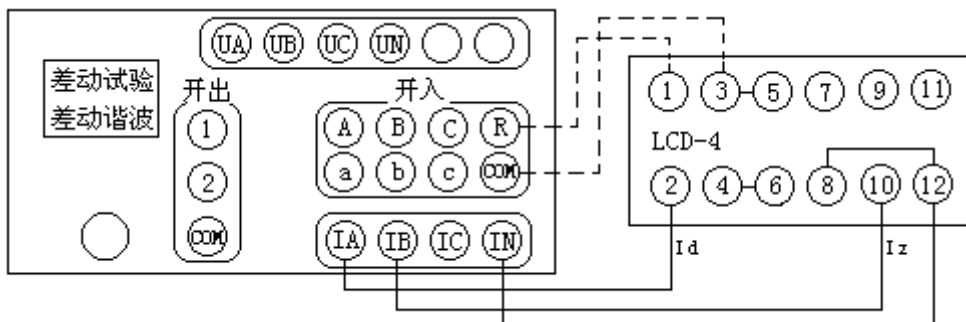 UA UB UC UN
差动试验
差动谐波
开出
开入
1
A B C R
2
a b c COM
COM
IA IB IC IN
1 3 5 7 9 11
LCD-4
2 4 6 8 10 12
Id
Iz